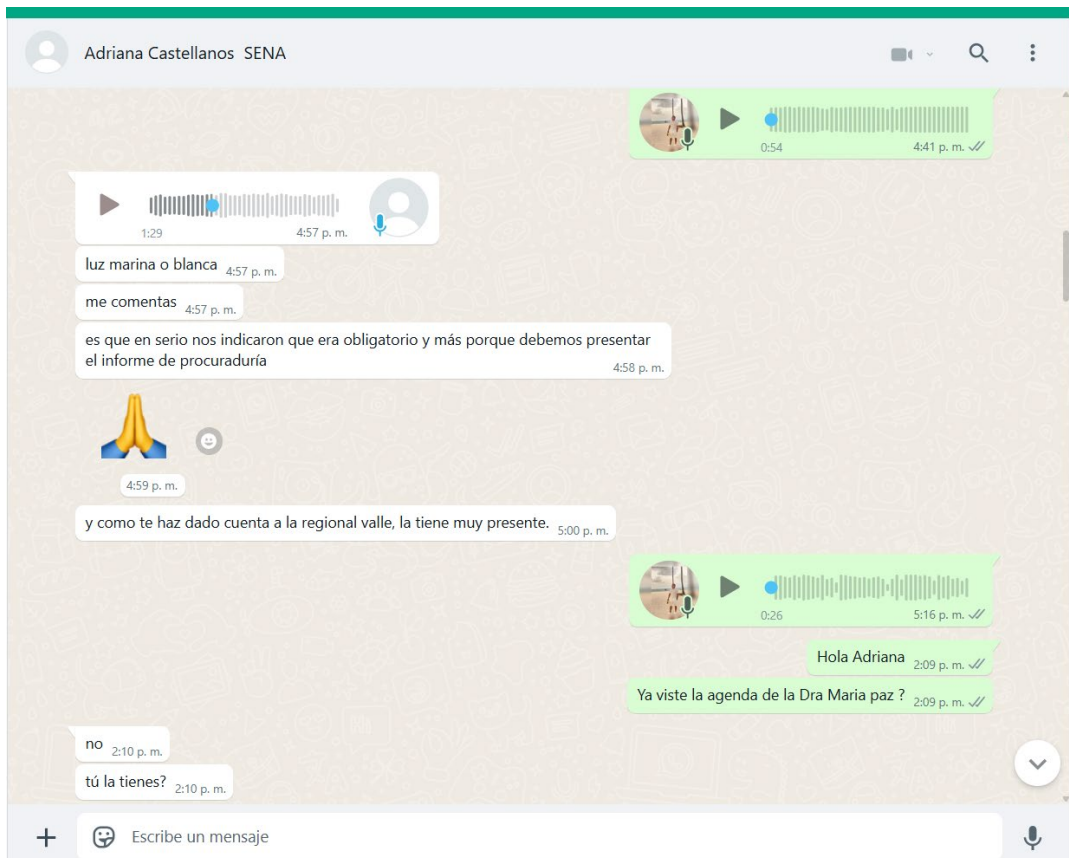 Adriana Castellanos SENA
0:54 4:41 p. m.
1:29 4:57 p. m.
luz marina o blanca 4:57 p. m.
me comentas 4:57 p. m.
es que en serio nos indicaron que era obligatorio y más porque debemos presentar
el informe de procuraduría 4:58 p. m.
4:59 p. m.
y como te haz dado cuenta a la regional valle, la tiene muy presente. 5:00 p. m.
0:26 5:16 p. m.
Hola Adriana 2:09 p. m.
Ya viste la agenda de la Dra Maria paz ? 2:09 p. m.
no 2:10 p. m.
tú la tienes? 2:10 p. m.
Escribe un mensaje